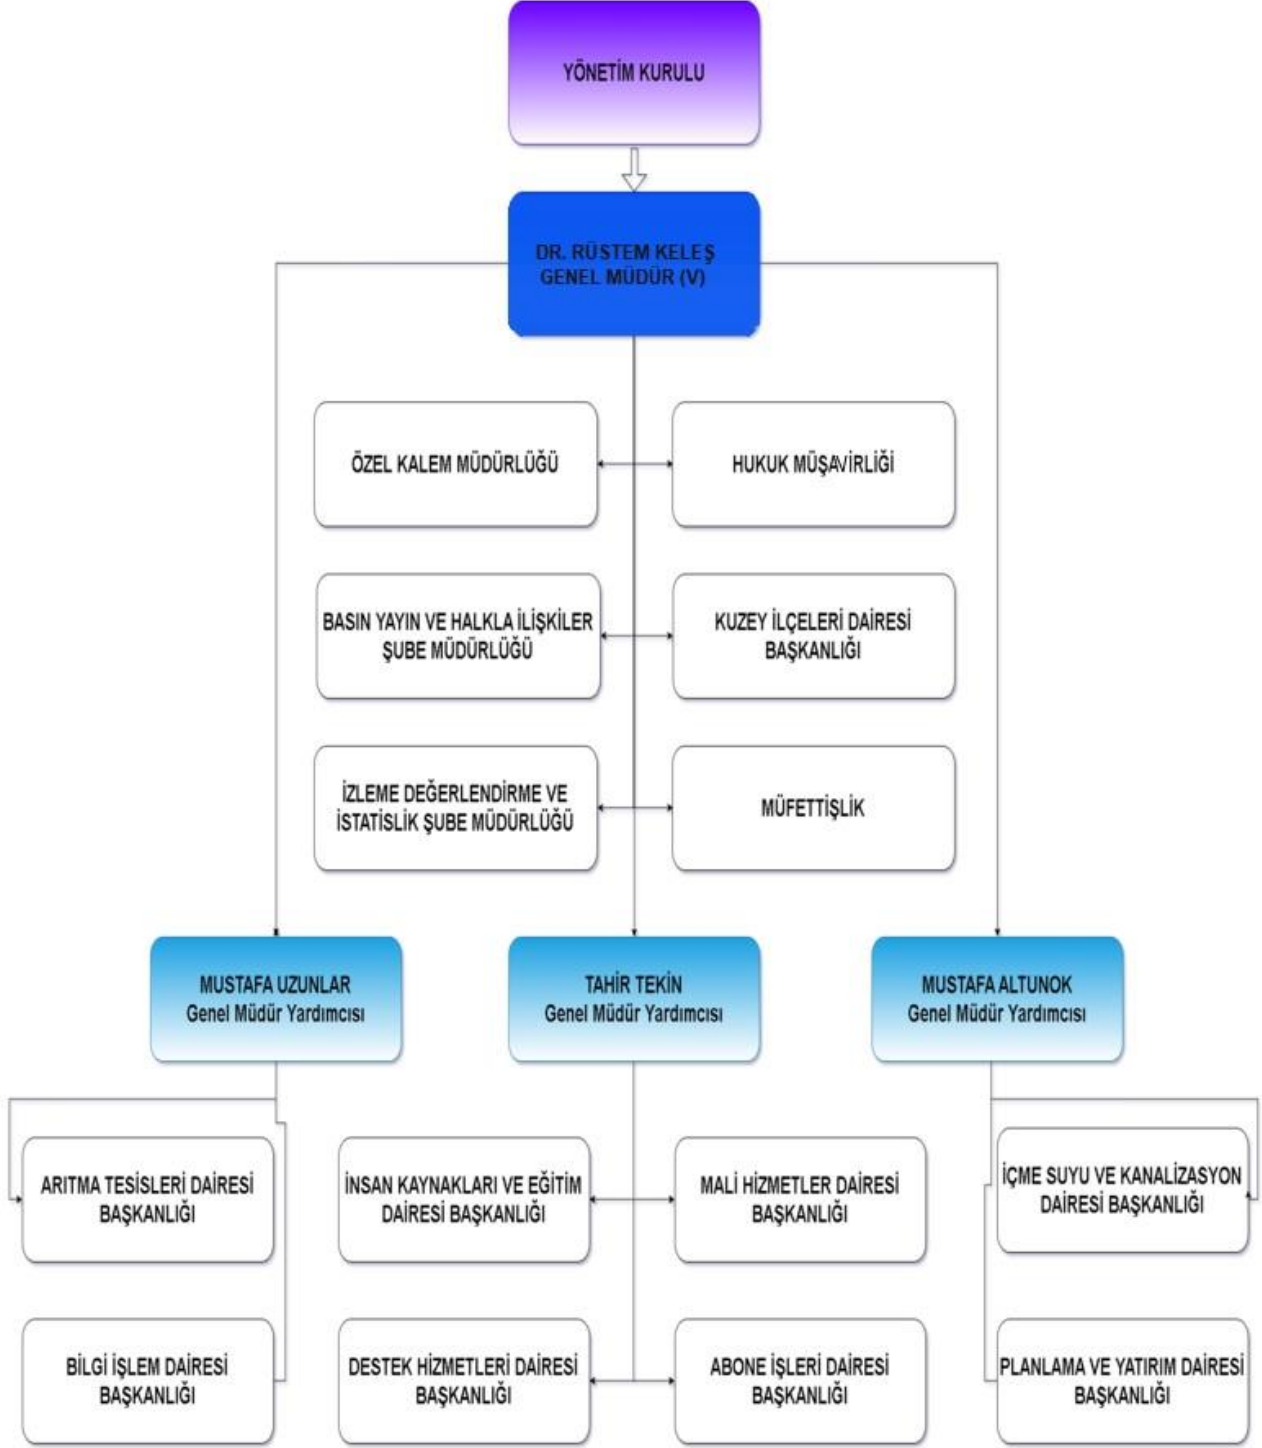 YÖNETİM KURULU
DR. RÜSTEM KELEŞ
GENEL MÜDÜR (V)
ÖZEL KALEM MÜDÜRLÜĞÜ
HUKUK MÜŞAVİRLİĞİ
BASIN YAYIN VE HALKLA İLİŞKİLER
ŞUBE MÜDÜRLÜĞÜ
KUZEY İLÇELERİ DAİRESİ
BAŞKANLIĞI
İZLEME DEĞERLENDİRME VE
İSTATİSLİK ŞUBE MÜDÜRLÜĞÜ
MÜFETTİŞLİK
MUSTAFA UZUNLAR
Genel Müdür Yardımcısı
TAHİR TEKİN
Genel Müdür Yardımcısı
MUSTAFA ALTUNOK
Genel Müdür Yardımcısı
ARITMA TESİSLERİ DAİRESİ
BAŞKANLIĞI
İNSAN KAYNAKLARI VE EĞİTİM
DAİRESİ BAŞKANLIĞI
MALİ HİZMETLER DAİRESİ
BAŞKANLIĞI
İÇME SUYU VE KANALİZASYON
DAİRESİ BAŞKANLIĞI
BİLGİ İŞLEM DAİRESİ
BAŞKANLIĞI
DESTEK HİZMETLERİ DAİRESİ
BAŞKANLIĞI
ABONE İŞLERİ DAİRESİ
BAŞKANLIĞI
PLANLAMA VE YATIRIM DAİRESİ
BAŞKANLIĞI